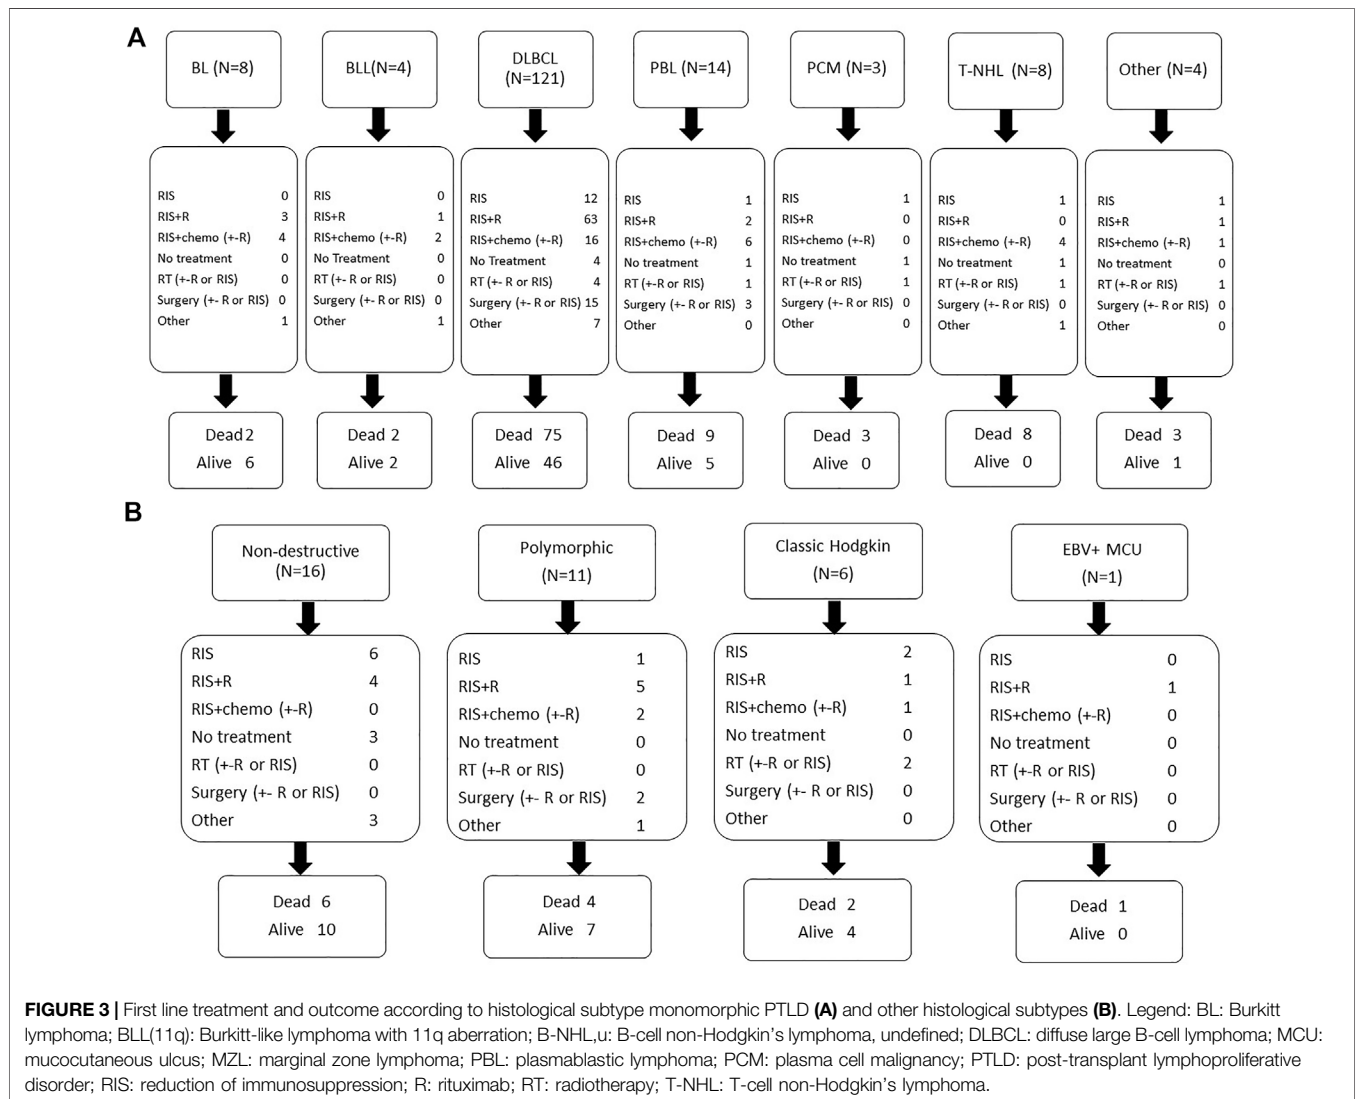 A
BL (N=8)
BLL(N=4)
DLBCL
(N=121)
PBL (N=14)
PCM (N=3)
T-NHL (N=8)
Other (N=4)
RIS 0
RIS+R 3
RIS+chemo (+-R) 4
No treatment 0
RT (+-R or RIS) 0
Surgery (+- R or RIS) 0
Other 1
RIS 0
RIS+R 1
RIS+chemo (+-R) 2
No Treatment 0
RT (+-R or RIS) 0
Surgery (+- R or RIS) 0
Other 1
RIS 12
RIS+R 63
RIS+chemo (+-R) 16
No Treatment 4
RT (+- R or RIS) 4
Surgery (+- R or RIS) 15
Other 7
RIS 1
RIS+R 2
RIS+chemo (+-R) 6
No treatment 1
RT (+-R or RIS) 1
Surgery (+- R or RIS) 3
Other 0
RIS 1
RIS+R 0
RIS+chemo (+-R) 0
No treatment 1
RT (+-R or RIS) 1
Surgery (+- R or RIS) 0
Other 0
RIS 1
RIS+R 0
RIS+chemo (+-R) 4
No treatment 1
RT (+-R or RIS) 1
Surgery (+- R or RIS) 0
Other 1
RIS 1
RIS+R 1
RIS+chemo (+-R) 1
No treatment 0
RT (+-R or RIS) 1
Surgery (+- R or RIS) 0
Other 0
Dead 2
Alive 6
Dead 2
Alive 2
Dead 75
Alive 46
Dead 9
Alive 5
Dead 3
Alive 0
Dead 8
Alive 0
Dead 3
Alive 1
B
Non-destructive
(N=16)
Polymorphic
(N=11)
Classic Hodgkin
(N=6)
EBV+ MCU
(N=1)
RIS 6
RIS+R 4
RIS+chemo (+-R) 0
No treatment 3
RT (+-R or RIS) 0
Surgery (+- R or RIS) 0
Other 3
RIS 1
RIS+R 5
RIS+chemo (+-R) 2
No treatment 0
RT (+-R or RIS) 0
Surgery (+- R or RIS) 2
Other 1
RIS 2
RIS+R 1
RIS+chemo (+-R) 1
No treatment 0
RT (+-R or RIS) 2
Surgery (+- R or RIS) 0
Other 0
RIS 0
RIS+R 1
RIS+chemo (+-R) 0
No treatment 0
RT (+-R or RIS) 0
Surgery (+- R or RIS) 0
Other 0
Dead 6
Alive 10
Dead 4
Alive 7
Dead 2
Alive 4
Dead 1
Alive 0
FIGURE 3 | First line treatment and outcome according to histological subtype monomorphic PTLD (A) and other histological subtypes (B). Legend: BL: Burkitt
lymphoma; BLL(11q): Burkitt-like lymphoma with 11q aberration; B-NHL,u: B-cell non-Hodgkin's lymphoma, undefined; DLBCL: diffuse large B-cell lymphoma; MCU:
mucocutaneous ulcus; MZL: marginal zone lymphoma; PBL: plasmablastic lymphoma; PCM: plasma cell malignancy; PTLD: post-transplant lymphoproliferative
disorder; RIS: reduction of immunosuppression; R: rituximab; RT: radiotherapy; T-NHL: T-cell non-Hodgkin's lymphoma.